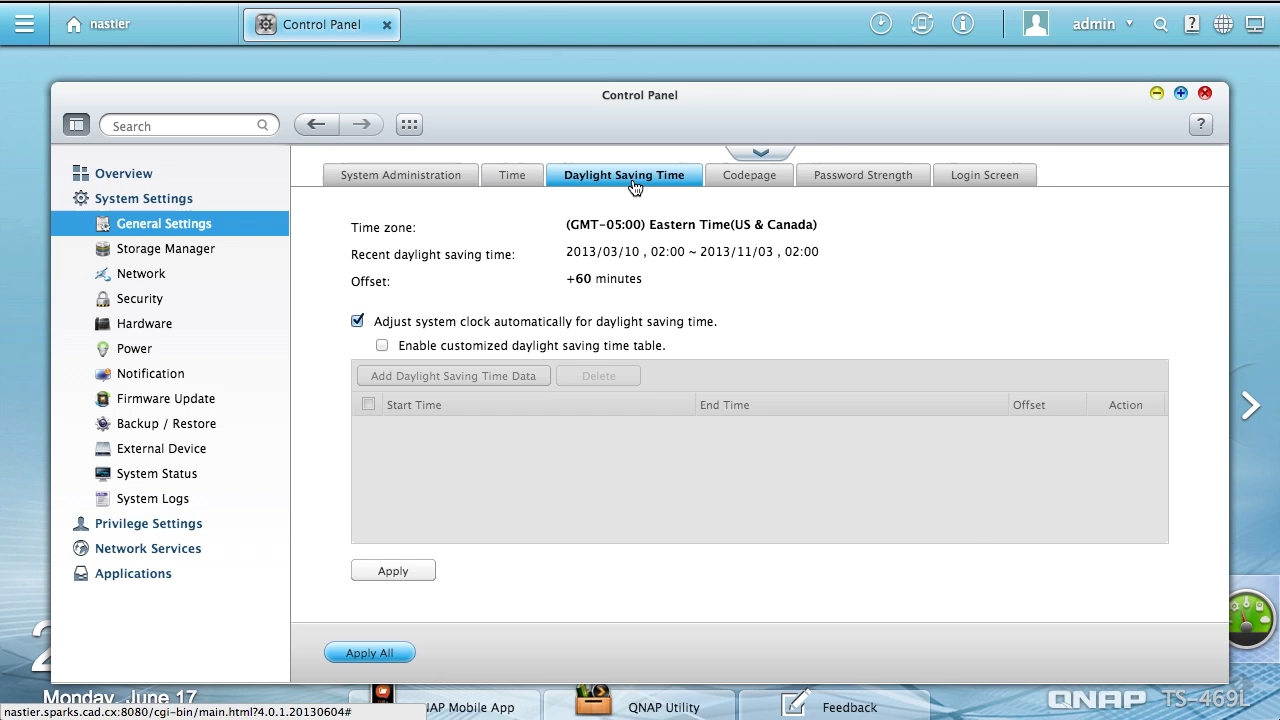 nastier
Control Panel
admin
Control Panel
Search
?
Overview
System Settings
General Settings
Storage Manager
Network
Security
Hardware
Power
Notification
Firmware Update
Backup / Restore
External Device
System Status
System Logs
Privilege Settings
Network Services
Applications
System Administration
Time
Daylight Saving Time
Codepage
Password Strength
Login Screen
Time zone: (GMT-05:00) Eastern Time(US & Canada)
Recent daylight saving time: 2013/03/10 , 02:00 ~ 2013/11/03 , 02:00
Offset: +60 minutes
Adjust system clock automatically for daylight saving time.
Enable customized daylight saving time table.
Add Daylight Saving Time Data
Delete
Start Time
End Time
Offset
Action
Apply
Apply All
2
Monday, June 17
NAP Mobile App
QNAP Utility
Feedback
QNAP TS-469L
nastier.sparks.cad.cx:8080/cgi-bin/main.html?4.0.1.20130604#